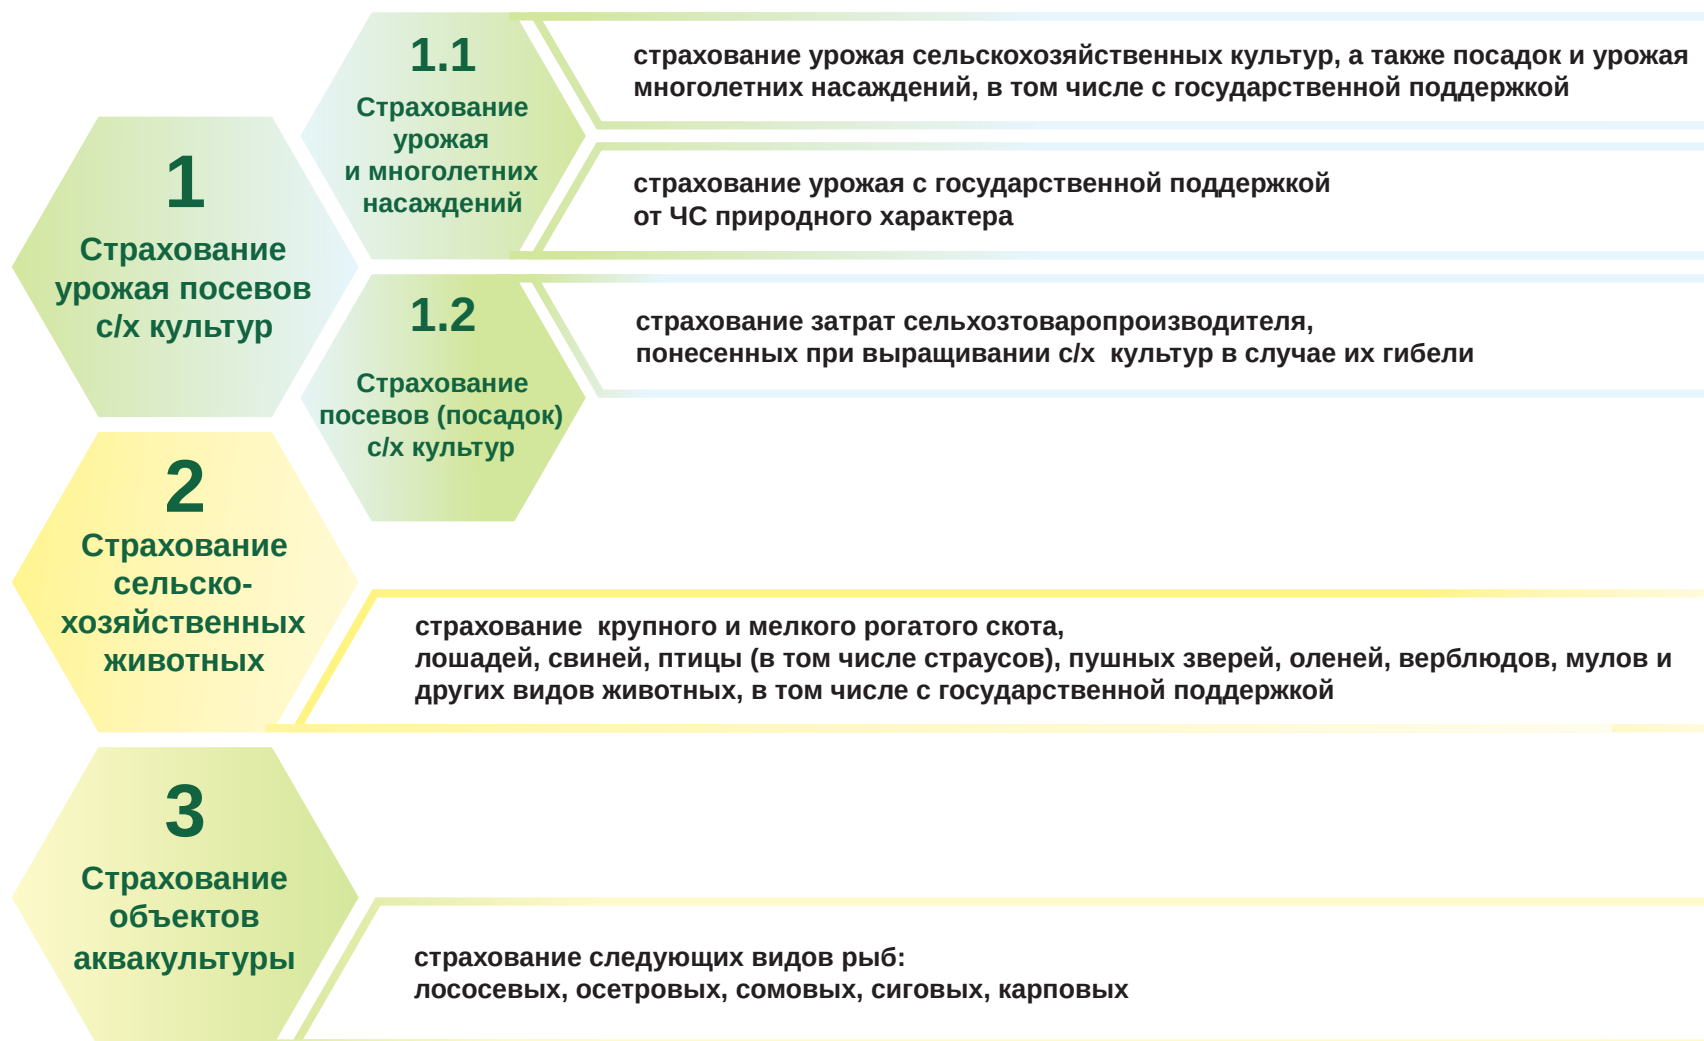 1
Страхование
урожая посевов
с/х культур
1.1
Страхование
урожая
и многолетних
насаждений
страхование урожая сельскохозяйственных культур, а также посадок и урожая
многолетних насаждений, в том числе с государственной поддержкой
страхование урожая с государственной поддержкой
от ЧС природного характера
1.2
Страхование
посевов (посадок)
с/х культур
страхование затрат сельхозтоваропроизводителя,
понесенных при выращивании с/х культур в случае их гибели
2
Страхование
сельско-
хозяйственных
животных
страхование крупного и мелкого рогатого скота,
лошадей, свиней, птицы (в том числе страусов), пушных зверей, оленей, верблюдов, мулов и
других видов животных, в том числе с государственной поддержкой
3
Страхование
объектов
аквакультуры
страхование следующих видов рыб:
лососевых, осетровых, сомовых, сиговых, карповых